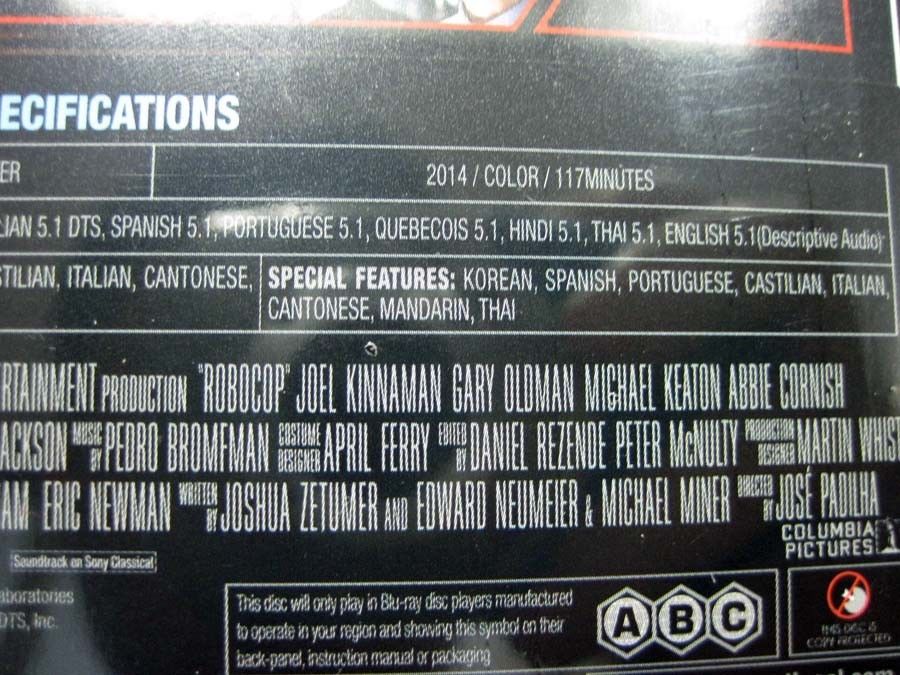 ECIFICATIONS
ER
2014 / COLOR / 117MINUTES
LIAN 5.1 DTS, SPANISH 5.1, PORTUGUESE 5.1, QUEBECOIS 5.1, HINDI 5.1, THAI 5.1, ENGLISH 5.1(Descriptive Audio)
STILIAN, ITALIAN, CANTONESE,
SPECIAL FEATURES: KOREAN, SPANISH, PORTUGUESE, CASTILIAN, ITALIAN,
CANTONESE, MANDARIN, THAI
RTAINMENT PRODUCTION "ROBOCOP" JOEL KINNAMAN GARY OLDMAN MICHAEL KEATON ABBIE CORNISH
ACKSON MUSIC BY PEDRO BROMFMAN COSTUME DESIGNER APRIL FERRY EDITED BY DANIEL REZENDE PETER McNULTY PRODUCTION DESIGNER MARTIN WHIST
AM ERIC NEWMAN WRITTEN BY JOSHUA ZETUMER AND EDWARD NEUMEIER & MICHAEL MINER DIRECTED BY JOSÉ PADILHA
COLUMBIA
PICTURES
Soundtrack on Sony Classical
aboratories
DTS, Inc.
This disc will only play in Blu-ray disc players manufactured
to operate in your region and showing this symbol on their
back-panel, instruction manual or packaging
A B C
THIS DISC IS
COPY PROTECTED